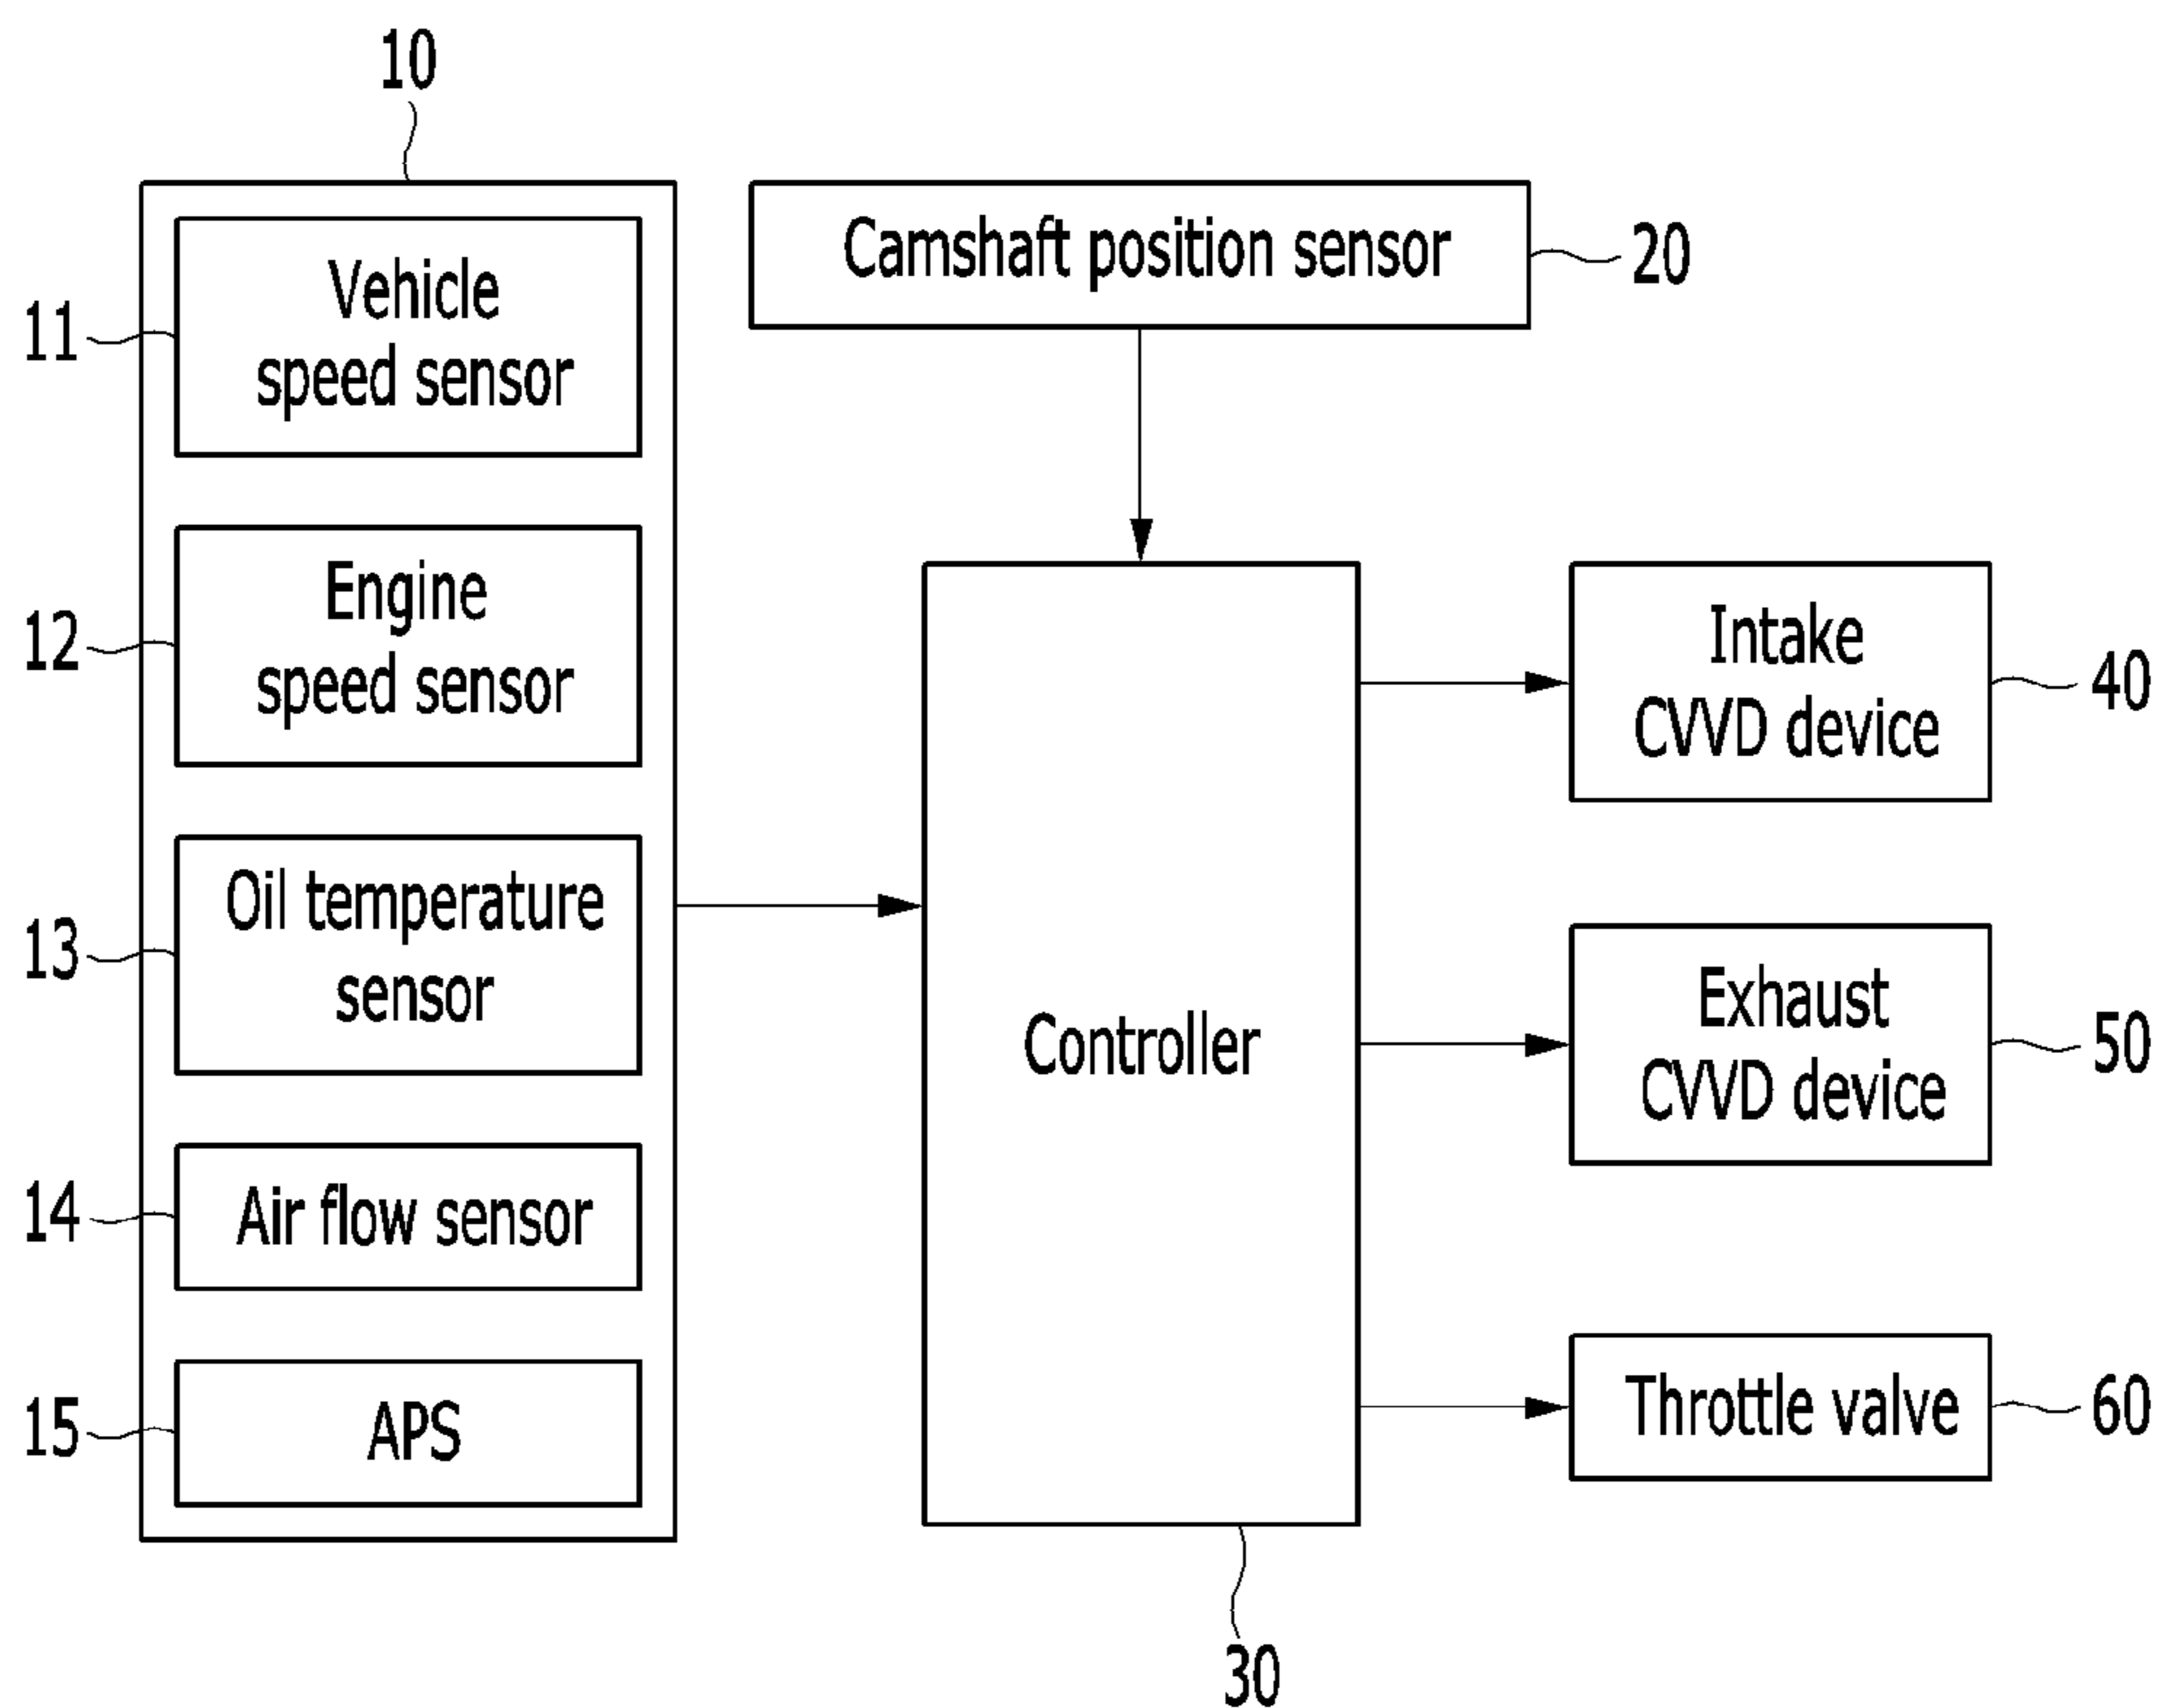 10
Vehicle
speed sensor
11
Engine
speed sensor
12
Oil temperature
sensor
13
Air flow sensor
14
APS
15
Camshaft position sensor
20
Controller
30
Intake
CVVD device
40
Exhaust
CVVD device
50
Throttle valve
60